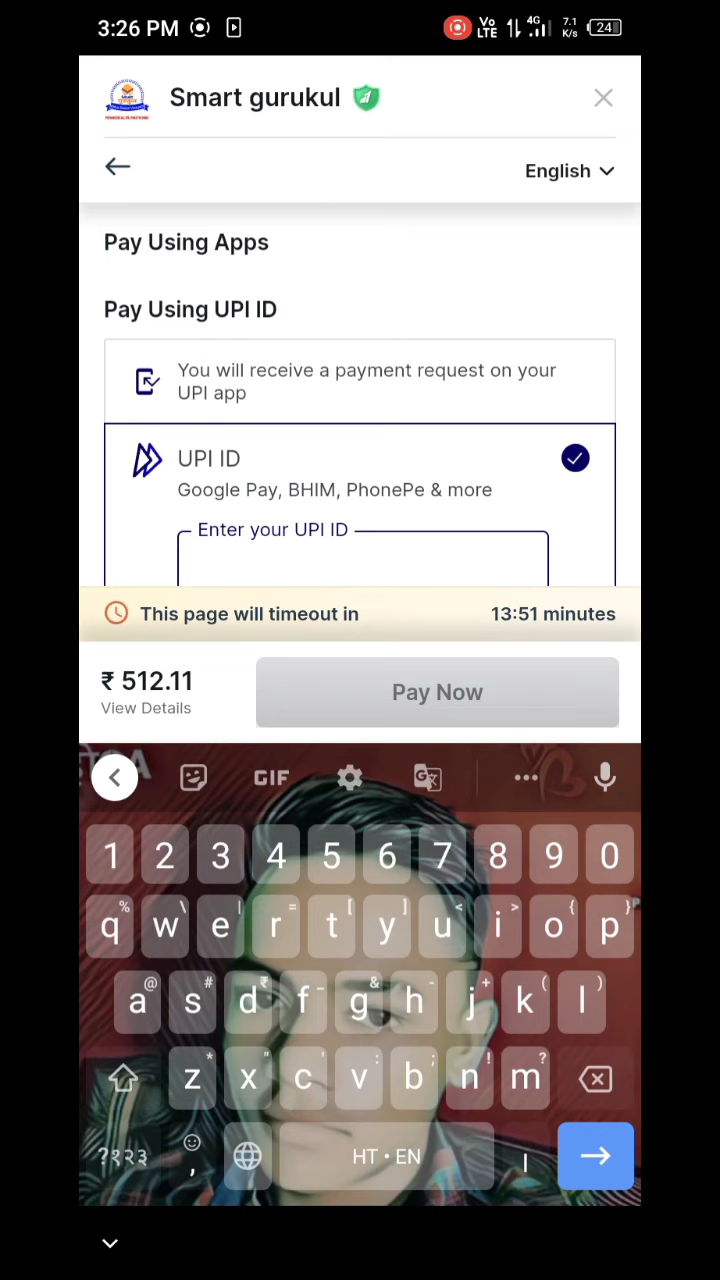 3:26 PM
Vo
LTE
4G
7.1
K/s
24
Smart gurukul
English
Pay Using Apps
Pay Using UPI ID
You will receive a payment request on your
UPI app
UPI ID
Google Pay, BHIM, PhonePe & more
Enter your UPI ID
This page will timeout in 13:51 minutes
₹ 512.11
View Details
Pay Now
GIF
1 2 3 4 5 6 7 8 9 0
% \ | = [ ] < > { }
q w e r t y u i o p
@ # ₹ _ & - + ( )
a s d f g h j k l
* " ' : ; ! ?
z x c v b n m
?१२३ , HT • EN |